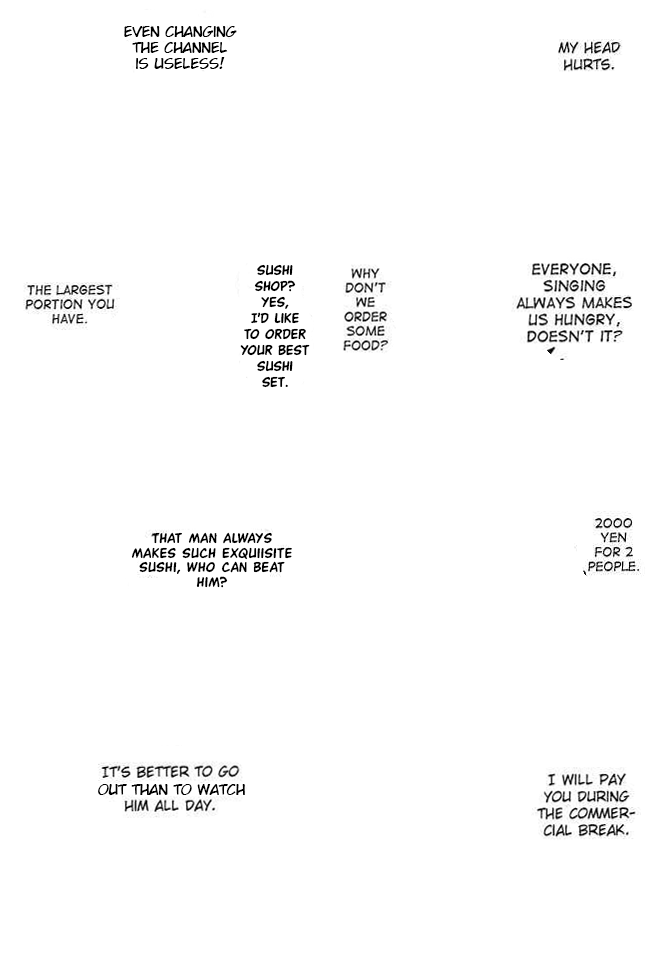 MY HEAD
HURTS.
EVEN CHANGING
THE CHANNEL
IS USELESS!
EVERYONE,
SINGING
ALWAYS MAKES
US HUNGRY,
DOESN'T IT?
WHY
DON'T
WE
ORDER
SOME
FOOD?
SUSHI
SHOP?
YES,
I'D LIKE
TO ORDER
YOUR BEST
SUSHI
SET.
THE LARGEST
PORTION YOU
HAVE.
2000
YEN
FOR 2
PEOPLE.
THAT MAN ALWAYS
MAKES SUCH EXQUIISITE
SUSHI, WHO CAN BEAT
HIM?
I WILL PAY
YOU DURING
THE COMMER-
CIAL BREAK.
IT'S BETTER TO GO
OUT THAN TO WATCH
HIM ALL DAY.